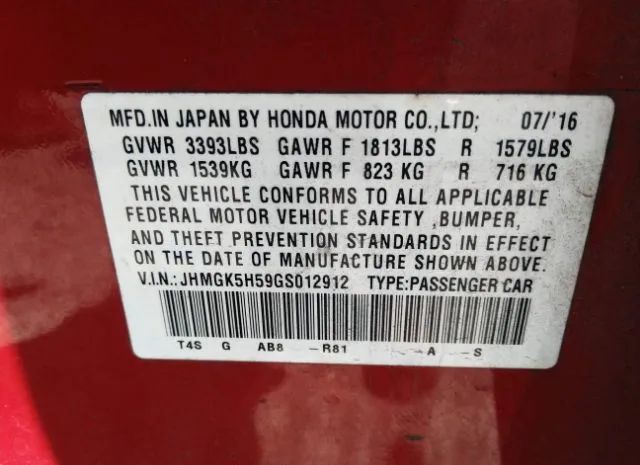 MFD.IN JAPAN BY HONDA MOTOR CO.,LTD; 07/'16
GVWR 3393LBS GAWR F 1813LBS R 1579LBS
GVWR 1539KG GAWR F 823 KG R 716 KG
THIS VEHICLE CONFORMS TO ALL APPLICABLE
FEDERAL MOTOR VEHICLE SAFETY ,BUMPER,
AND THEFT PREVENTION STANDARDS IN EFFECT
ON THE DATE OF MANUFACTURE SHOWN ABOVE.
V.I.N.:JHMGK5H59GS012912 TYPE:PASSENGER CAR
T4S G AB8 -R81 -A -S